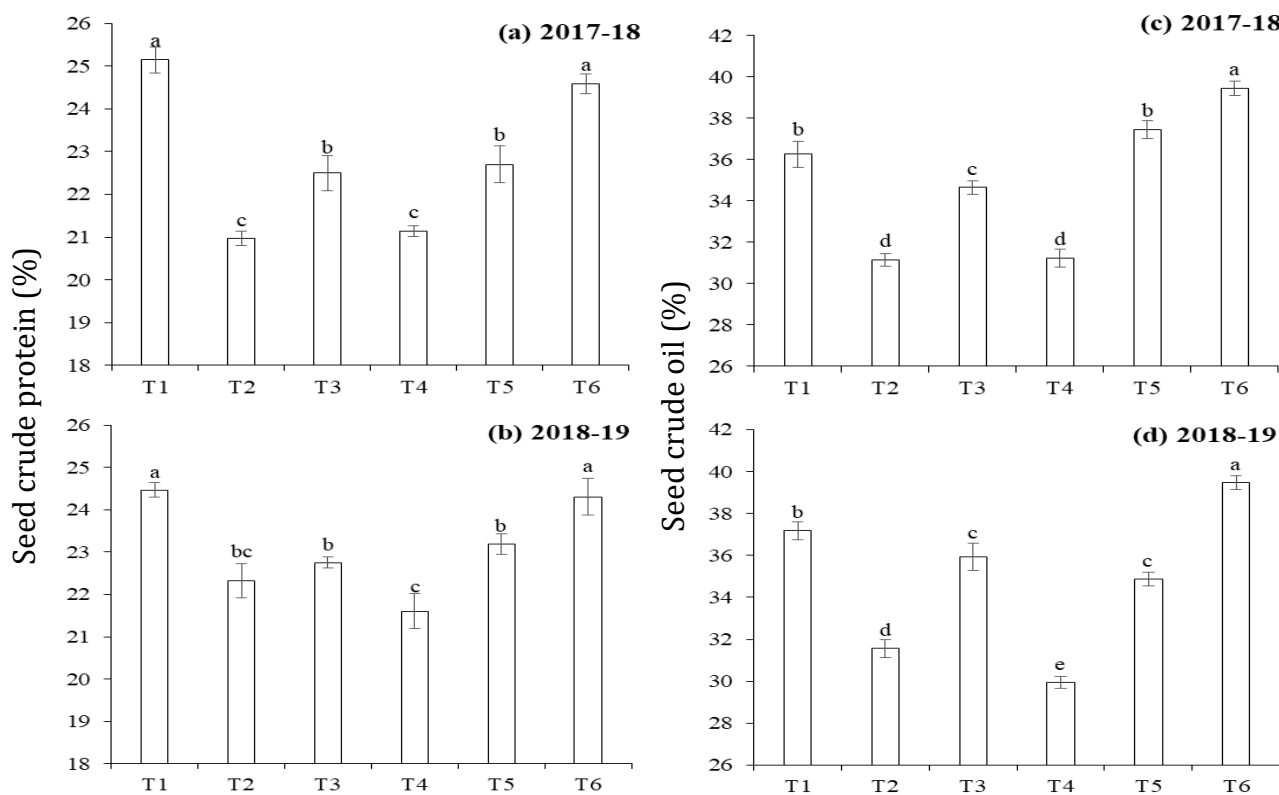 Seed crude protein (%)
(a) 2017-18
26
25
24
23
22
21
20
19
18
a
c
b
c
b
a
T1 T2 T3 T4 T5 T6
(b) 2018-19
26
25
24
23
22
21
20
19
18
a
bc
b
c
b
a
T1 T2 T3 T4 T5 T6
Seed crude oil (%)
(c) 2017-18
42
40
38
36
34
32
30
28
26
b
d
c
d
b
a
T1 T2 T3 T4 T5 T6
(d) 2018-19
42
40
38
36
34
32
30
28
26
b
d
c
e
c
a
T1 T2 T3 T4 T5 T6